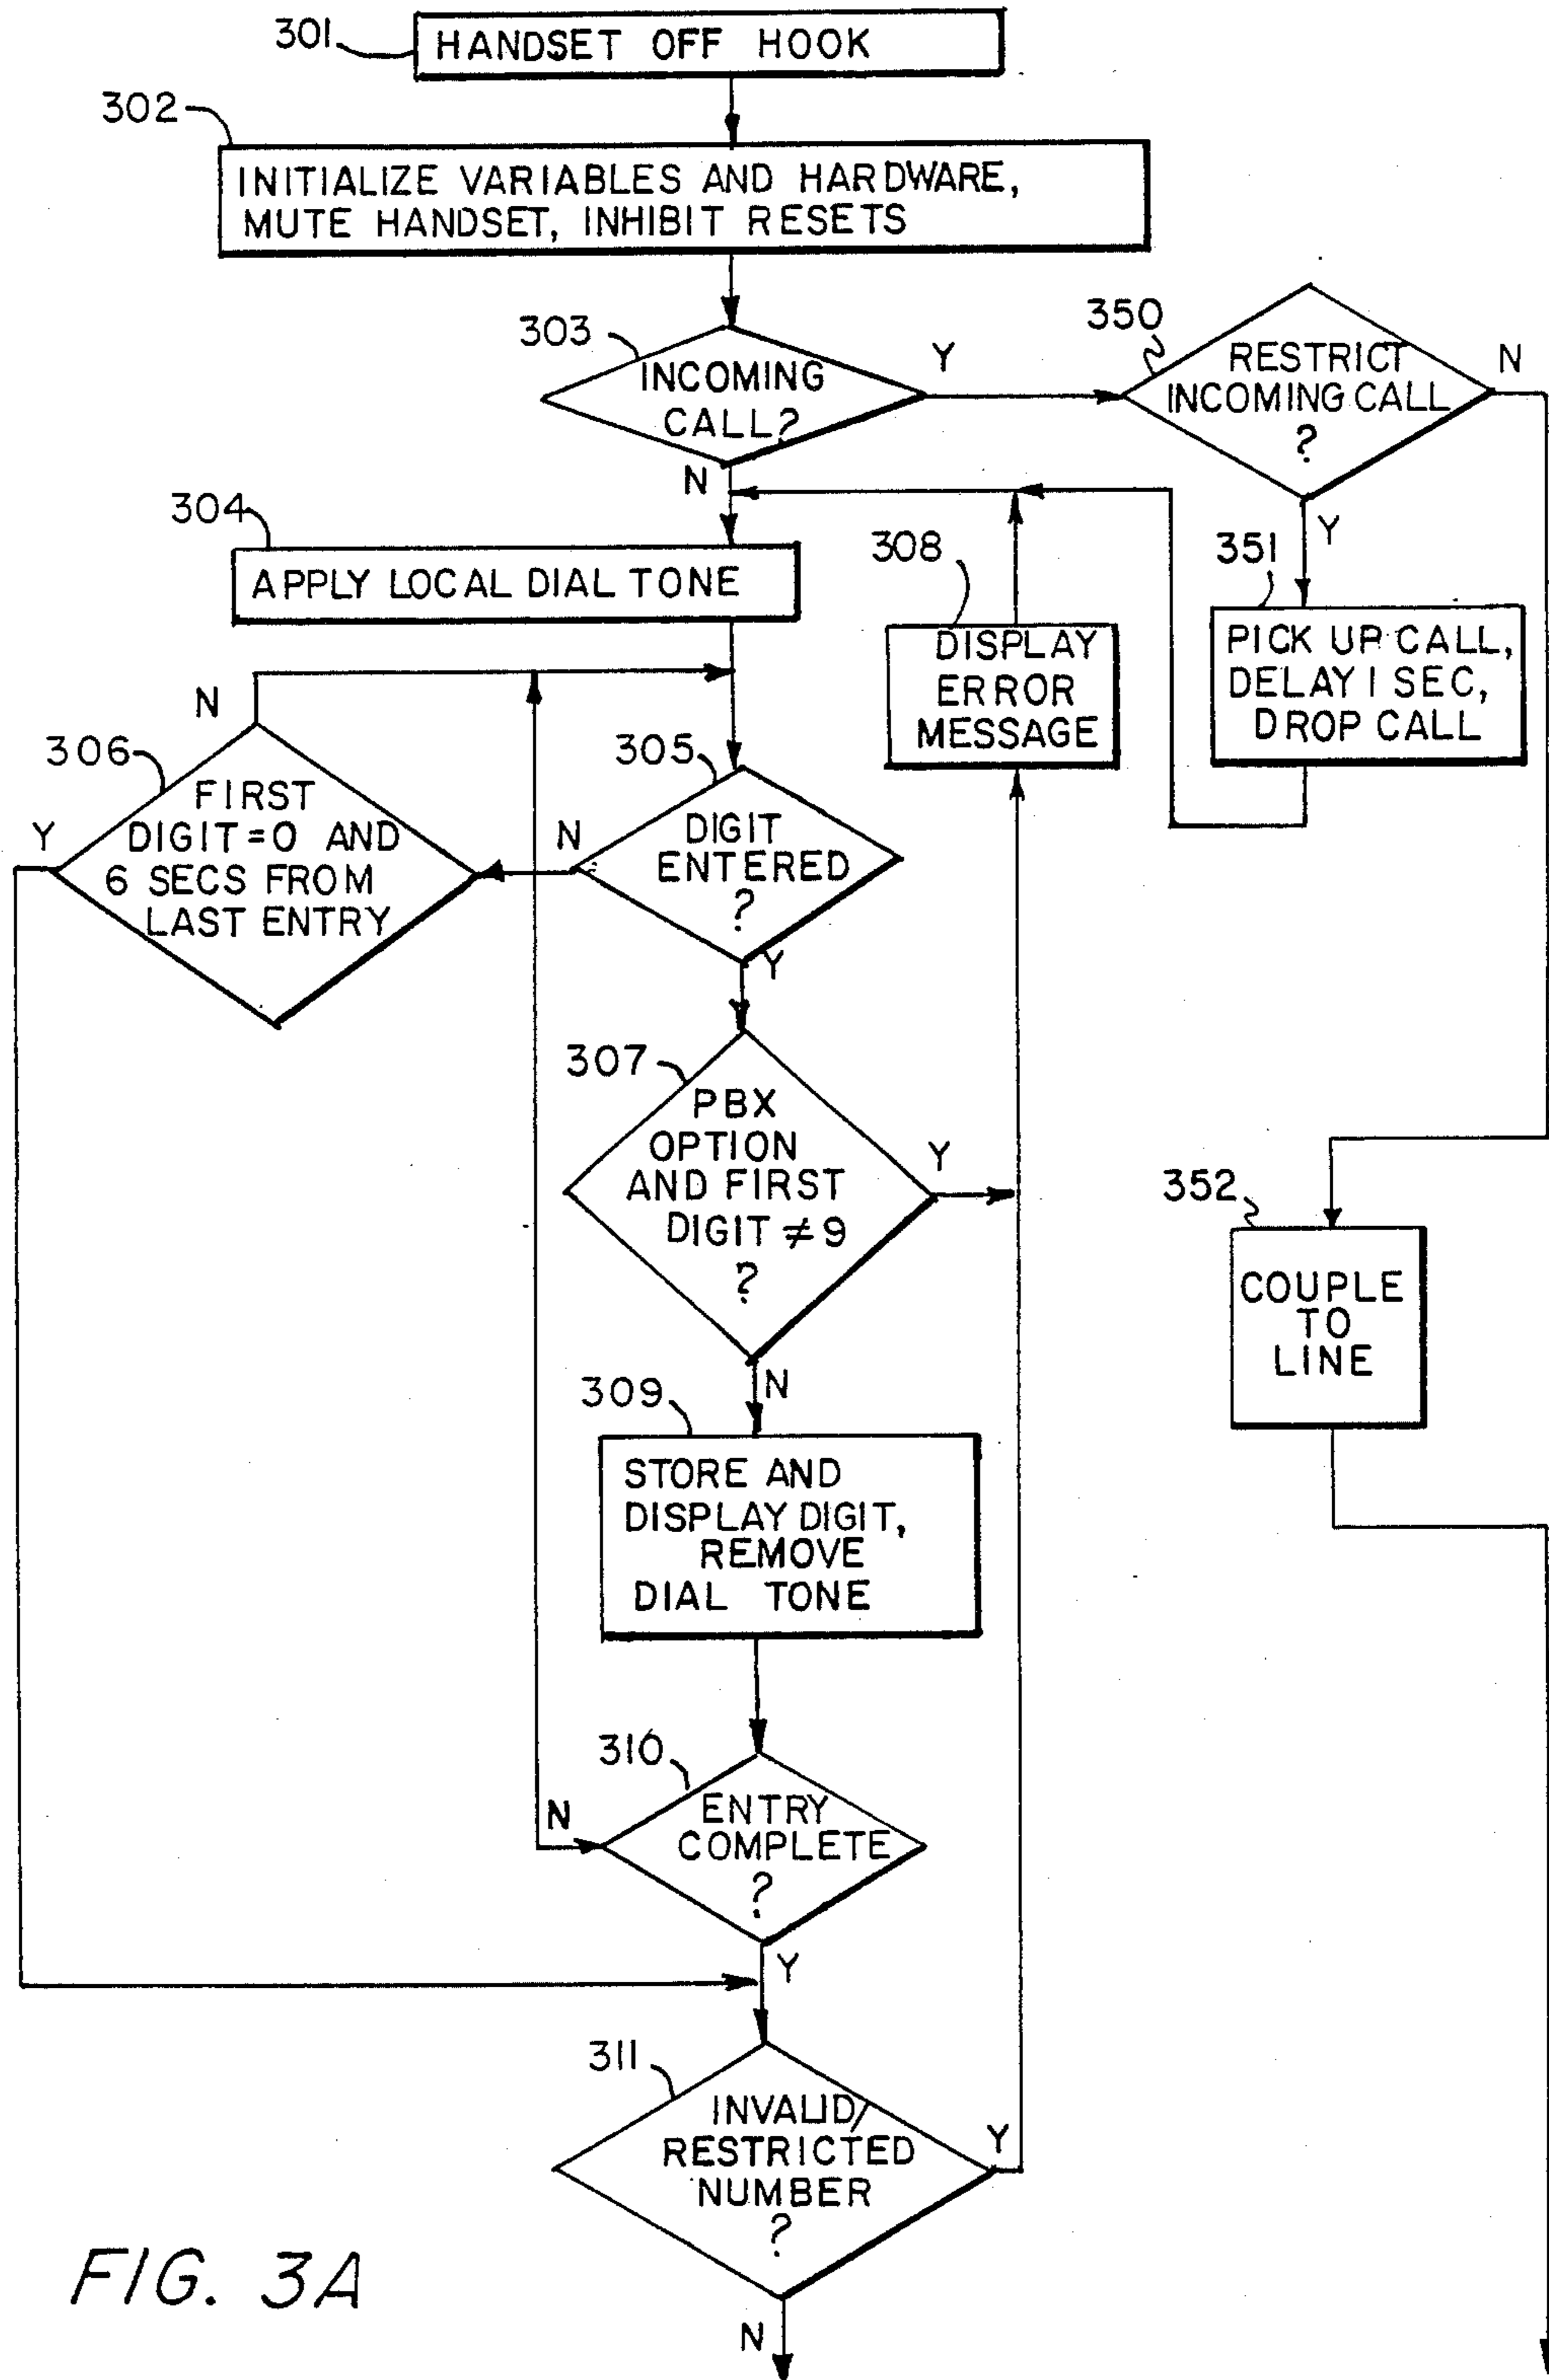 301
HANDSET OFF HOOK
302
INITIALIZE VARIABLES AND HARDWARE,
MUTE HANDSET, INHIBIT RESETS
303
INCOMING
CALL?
Y
N
350
RESTRICT
INCOMING CALL
?
N
Y
304
APPLY LOCAL DIAL TONE
308
DISPLAY
ERROR
MESSAGE
351
PICK UP CALL,
DELAY 1 SEC,
DROP CALL
306
N
FIRST
DIGIT=0 AND
6 SECS FROM
LAST ENTRY
Y
305
DIGIT
ENTERED
?
N
Y
307
PBX
OPTION
AND FIRST
DIGIT ≠ 9
?
Y
N
352
COUPLE
TO
LINE
309
STORE AND
DISPLAY DIGIT,
REMOVE
DIAL TONE
310
ENTRY
COMPLETE
?
N
Y
311
INVALID/
RESTRICTED
NUMBER
?
Y
N
FIG. 3A